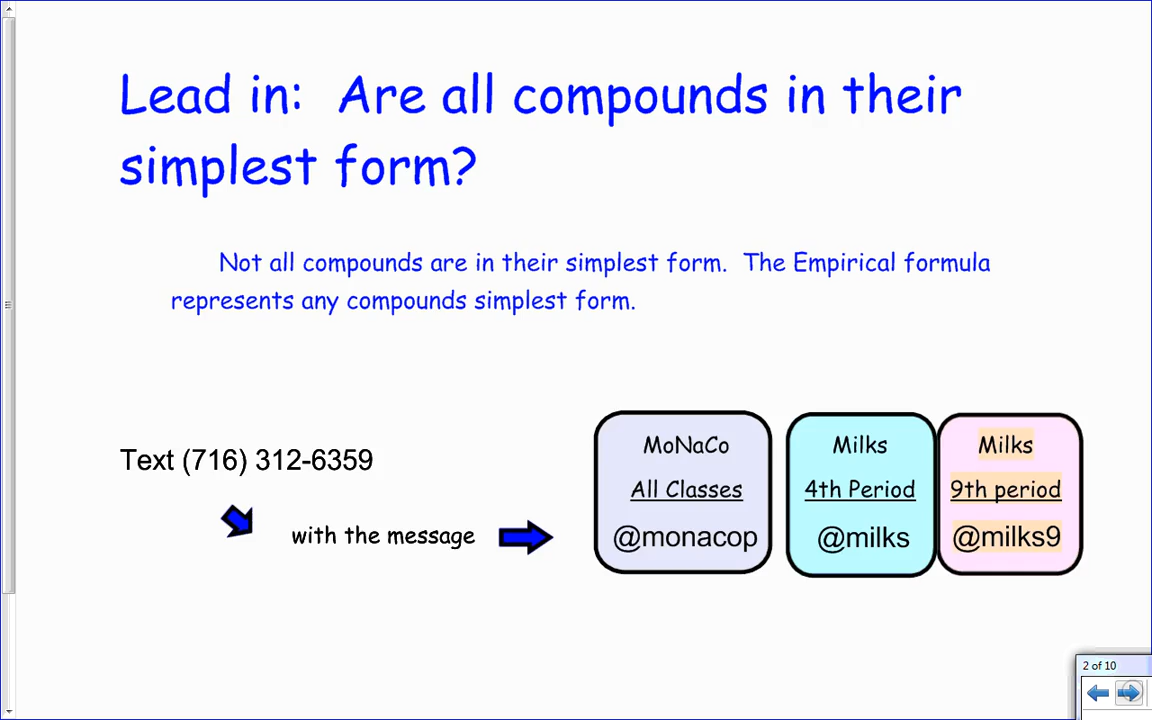 Lead in: Are all compounds in their
simplest form?
Not all compounds are in their simplest form. The Empirical formula
represents any compounds simplest form.
Text (716) 312-6359
with the message
MoNaCo
All Classes
@monacop
Milks
4th Period
@milks
Milks
9th period
@milks9
2 of 10